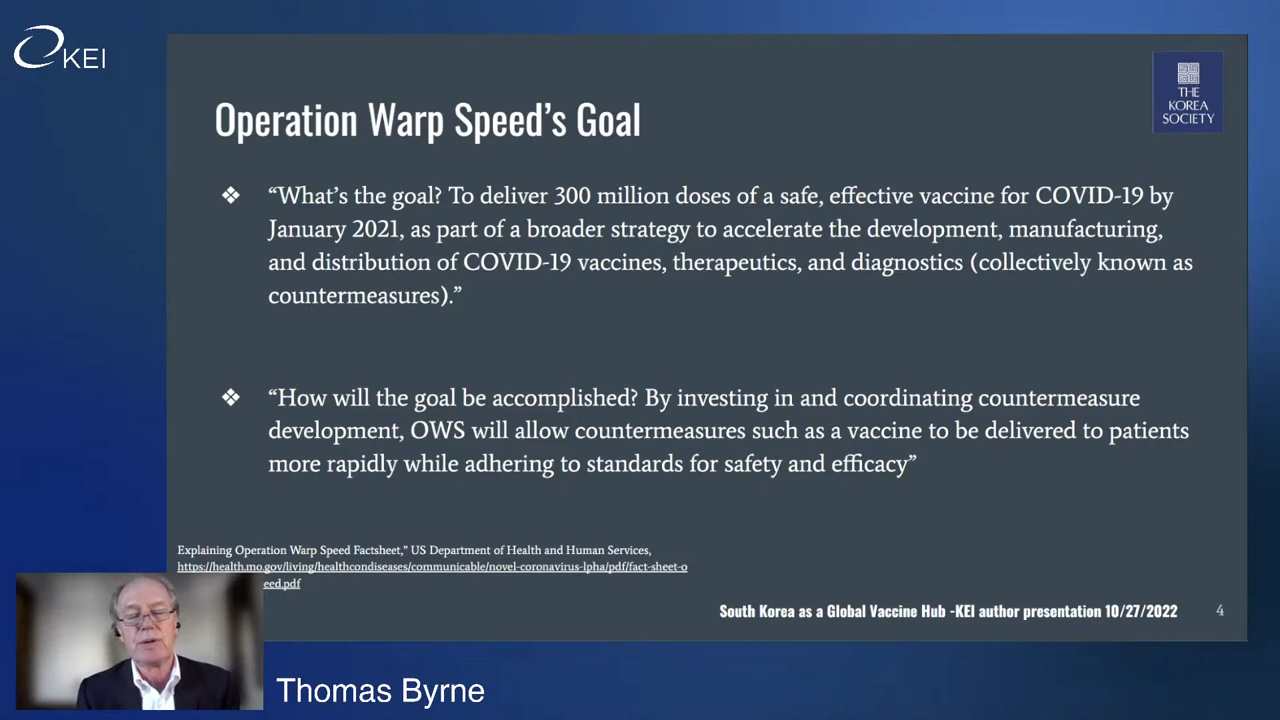 KEI
THE
KOREA
SOCIETY
Operation Warp Speed’s Goal
❖ “What’s the goal? To deliver 300 million doses of a safe, effective vaccine for COVID-19 by
January 2021, as part of a broader strategy to accelerate the development, manufacturing,
and distribution of COVID-19 vaccines, therapeutics, and diagnostics (collectively known as
countermeasures).”
❖ “How will the goal be accomplished? By investing in and coordinating countermeasure
development, OWS will allow countermeasures such as a vaccine to be delivered to patients
more rapidly while adhering to standards for safety and efficacy”
Explaining Operation Warp Speed Factsheet,” US Department of Health and Human Services,
https://health.mo.gov/living/healthcondiseases/communicable/novel-coronavirus-lpha/pdf/fact-sheet-o
eed.pdf
South Korea as a Global Vaccine Hub -KEI author presentation 10/27/2022 4
Thomas Byrne